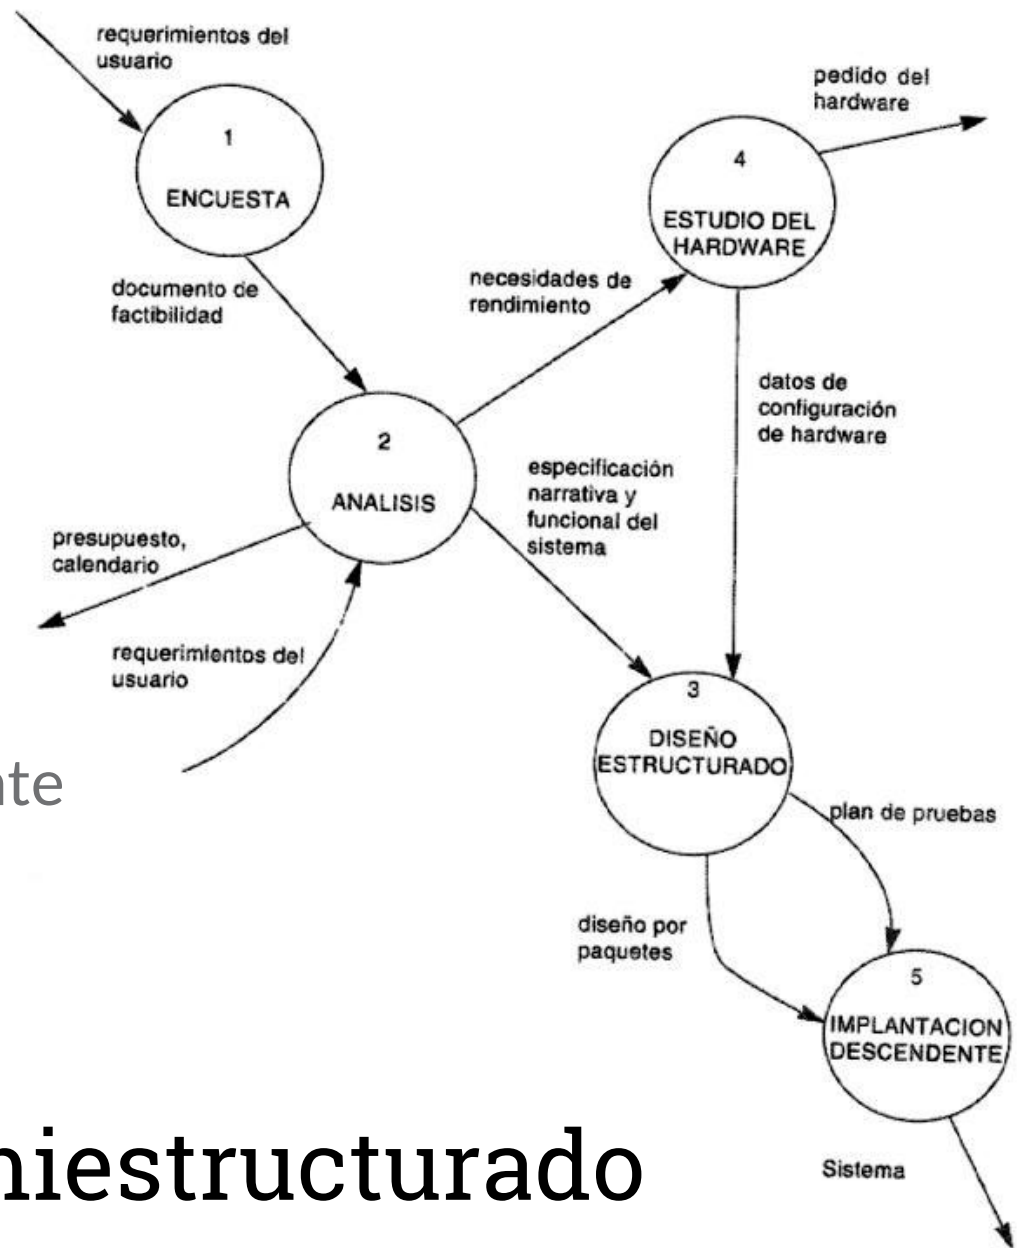 requerimientos del
usuario
1
ENCUESTA
pedido del
hardware
4
ESTUDIO DEL
HARDWARE
documento de
factibilidad
necesidades de
rendimiento
datos de
configuración
de hardware
2
ANALISIS
especificación
narrativa y
funcional del
sistema
presupuesto,
calendario
requerimientos del
usuario
3
DISEÑO
ESTRUCTURADO
nte
plan de pruebas
diseño por
paquetes
5
IMPLANTACION
DESCENDENTE
niestructurado
Sistema